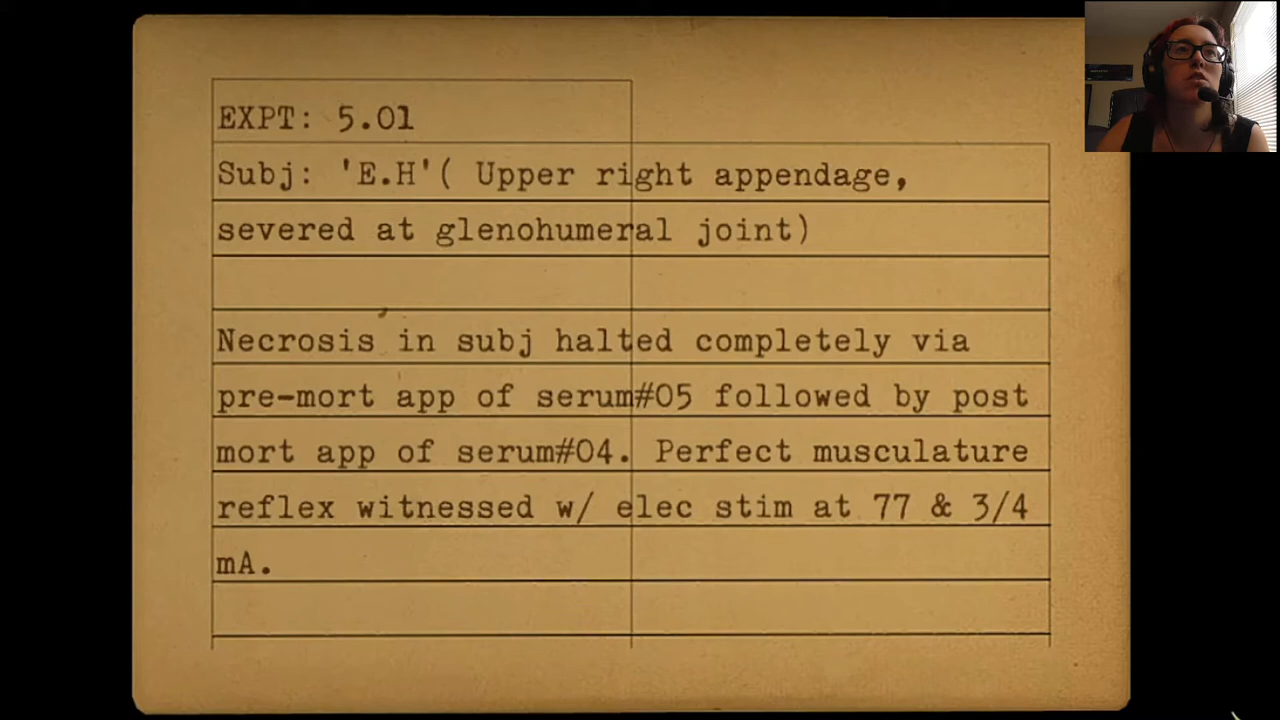 EXPT: 5.01
Subj: 'E.H'( Upper right appendage,
severed at glenohumeral joint)
Necrosis in subj halted completely via
pre-mort app of serum#05 followed by post
mort app of serum#04. Perfect musculature
reflex witnessed w/ elec stim at 77 & 3/4
mA.